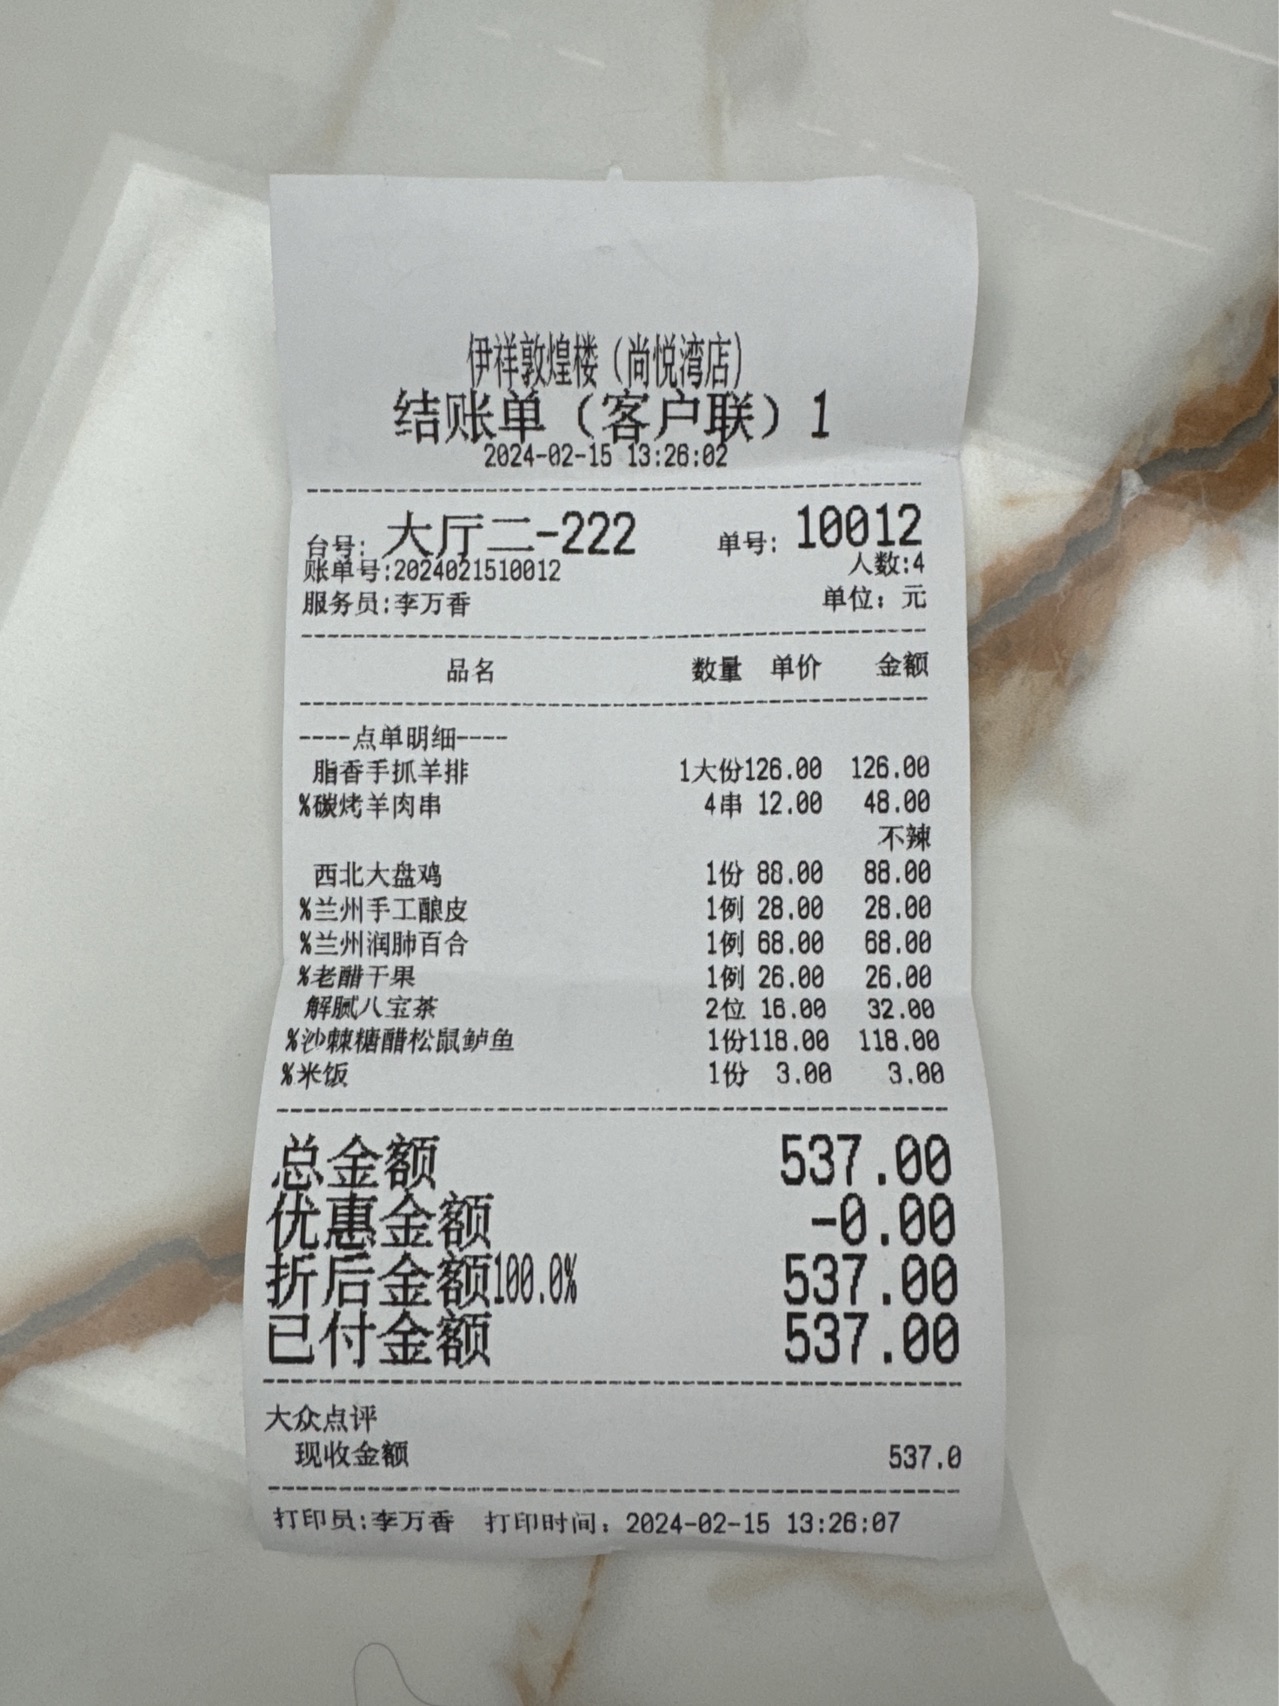 伊祥敦煌楼（尚悦湾店）
结账单（客户联）1
2024-02-15 13:26:02
台号: 大厅二-222 单号: 10012
账单号:2024021510012 人数:4
服务员:李万香 单位：元
品名 数量 单价 金额
----点单明细----
脂香手抓羊排 1大份126.00 126.00
%碳烤羊肉串 4串 12.00 48.00
不辣
西北大盘鸡 1份 88.00 88.00
%兰州手工酿皮 1例 28.00 28.00
%兰州润肺百合 1例 68.00 68.00
%老醋干果 1例 26.00 26.00
解腻八宝茶 2位 16.00 32.00
%沙棘糖醋松鼠鲈鱼 1份118.00 118.00
%米饭 1份 3.00 3.00
总金额 537.00
优惠金额 -0.00
折后金额100.0% 537.00
已付金额 537.00
大众点评
现收金额 537.0
打印员:李万香 打印时间：2024-02-15 13:26:07